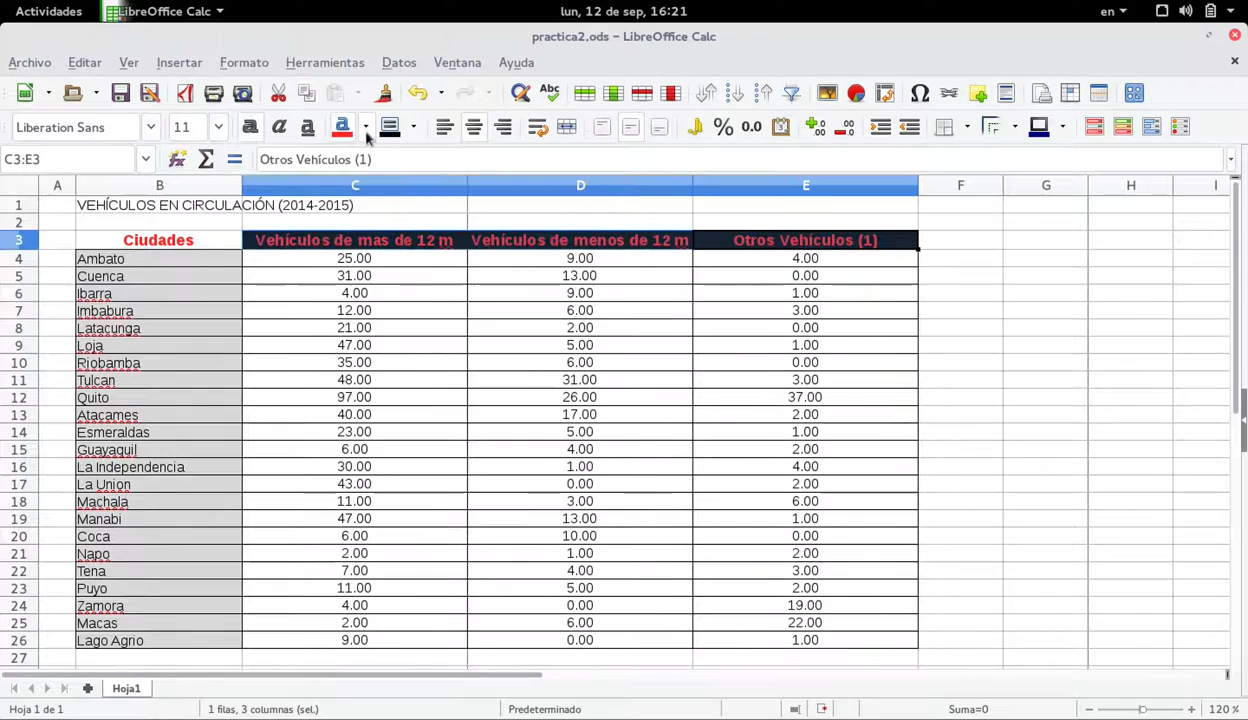 Actividades LibreOffice Calc lun, 12 de sep, 16:21 en
practica2.ods – LibreOffice Calc
Archivo Editar Ver Insertar Formato Herramientas Datos Ventana Ayuda
Liberation Sans 11
C3:E3 Otros Vehículos (1)
A B C D E F G H I
1 VEHÍCULOS EN CIRCULACIÓN (2014-2015)
2
3 Ciudades Vehículos de mas de 12 m Vehículos de menos de 12 m Otros Vehículos (1)
4 Ambato 25.00 9.00 4.00
5 Cuenca 31.00 13.00 0.00
6 Ibarra 4.00 9.00 1.00
7 Imbabura 12.00 6.00 3.00
8 Latacunga 21.00 2.00 0.00
9 Loja 47.00 5.00 1.00
10 Riobamba 35.00 6.00 0.00
11 Tulcan 48.00 31.00 3.00
12 Quito 97.00 26.00 37.00
13 Atacames 40.00 17.00 2.00
14 Esmeraldas 23.00 5.00 1.00
15 Guayaquil 6.00 4.00 2.00
16 La Independencia 30.00 1.00 4.00
17 La Union 43.00 0.00 2.00
18 Machala 11.00 3.00 6.00
19 Manabi 47.00 13.00 1.00
20 Coca 6.00 10.00 0.00
21 Napo 2.00 1.00 2.00
22 Tena 7.00 4.00 3.00
23 Puyo 11.00 5.00 2.00
24 Zamora 4.00 0.00 19.00
25 Macas 2.00 6.00 22.00
26 Lago Agrio 9.00 0.00 1.00
27
Hoja1
Hoja 1 de 1 1 filas, 3 columnas (sel.) Predeterminado Suma=0 120 %